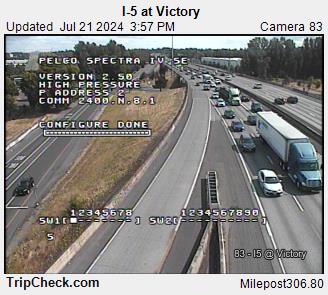 I-5 at Victory
Updated Jul 21 2024 3:57 PM Camera 83
PELCO SPECTRA IV SE
VERSION 2.50
HIGH PRESSURE
P ADDRESS 2
COMM 2400,N,8,1
CONFIGURE DONE
12345678 1234567890
SW1[ ] SW2[ ]
S
83 - I5 @ Victory
TripCheck.com Milepost306.80